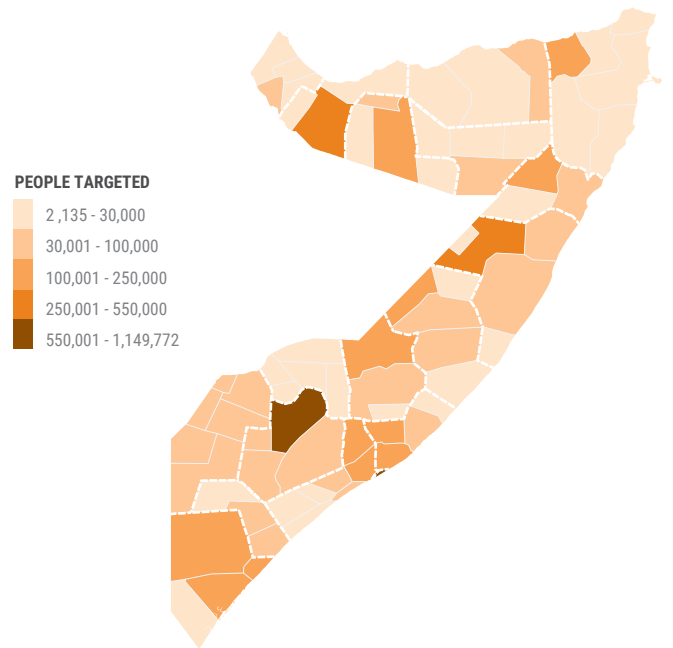 PEOPLE TARGETED
2 ,135 - 30,000
30,001 - 100,000
100,001 - 250,000
250,001 - 550,000
550,001 - 1,149,772